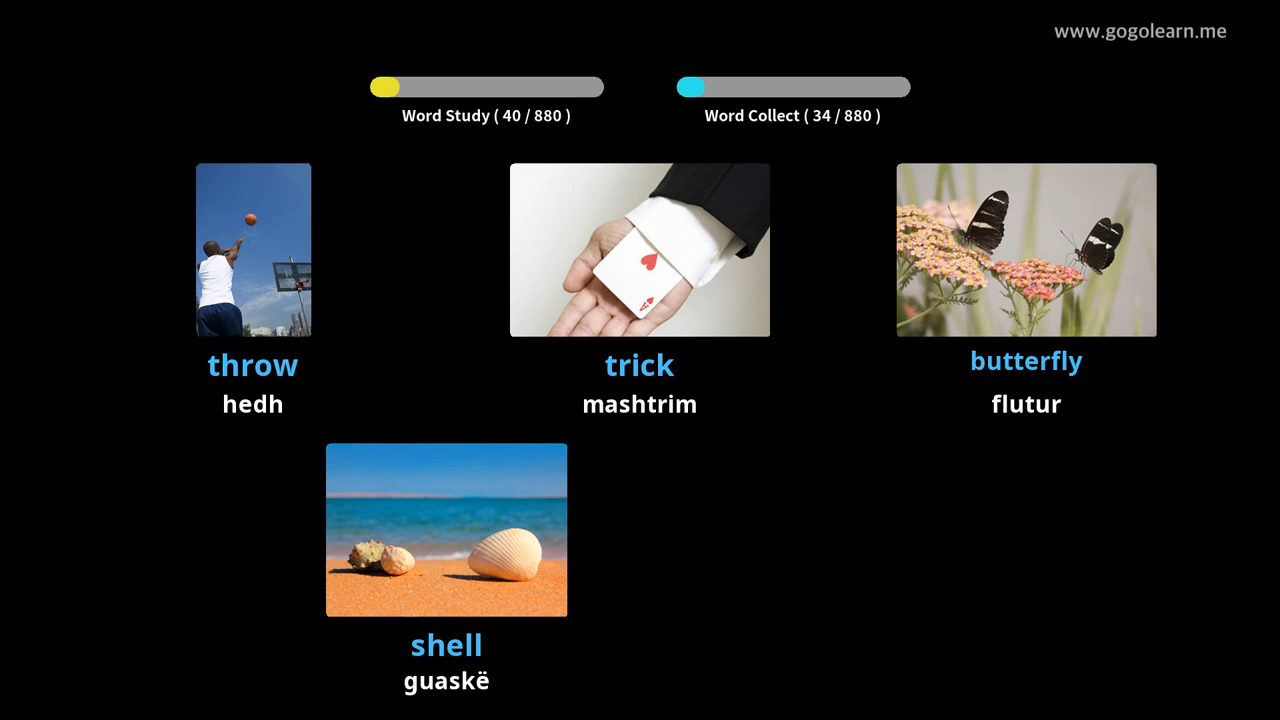 www.gogolearn.me
Word Study ( 40 / 880 )
Word Collect ( 34 / 880 )
throw
hedh
trick
mashtrim
butterfly
flutur
shell
guaskë